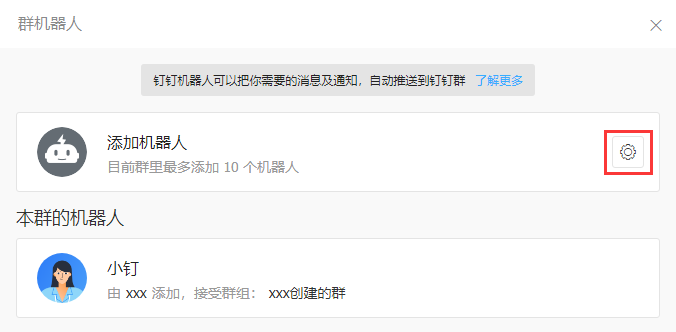 群机器人
钉钉机器人可以把你需要的消息及通知，自动推送到钉钉群 了解更多
添加机器人
目前群里最多添加 10 个机器人
本群的机器人
小钉
由 xxx 添加，接受群组： xxx创建的群